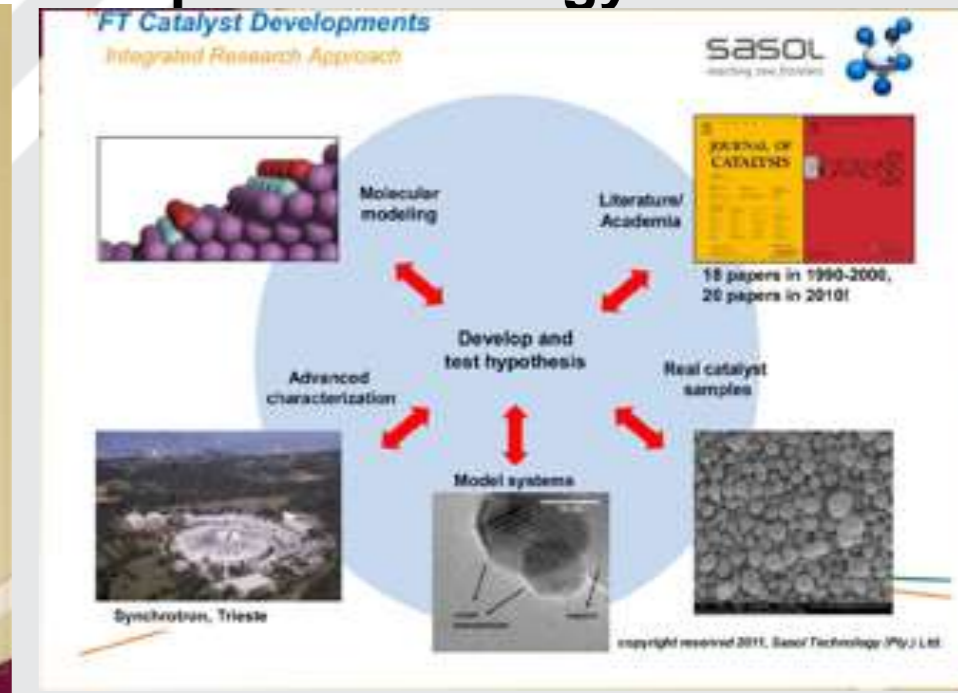 "FT Catalyst Developments
Integrated Research Approach
sasol
reaching new frontiers
Molecular
modeling
Literature/
Academia
JOURNAL OF
CATALYSIS
18 papers in 1990-2000,
20 papers in 2010!
Develop and
test hypothesis
Advanced
characterization
Real catalyst
samples
Model systems
Synchrotron, Trieste
copyright reserved 2011, Sasol Technology (Pty.) Ltd.